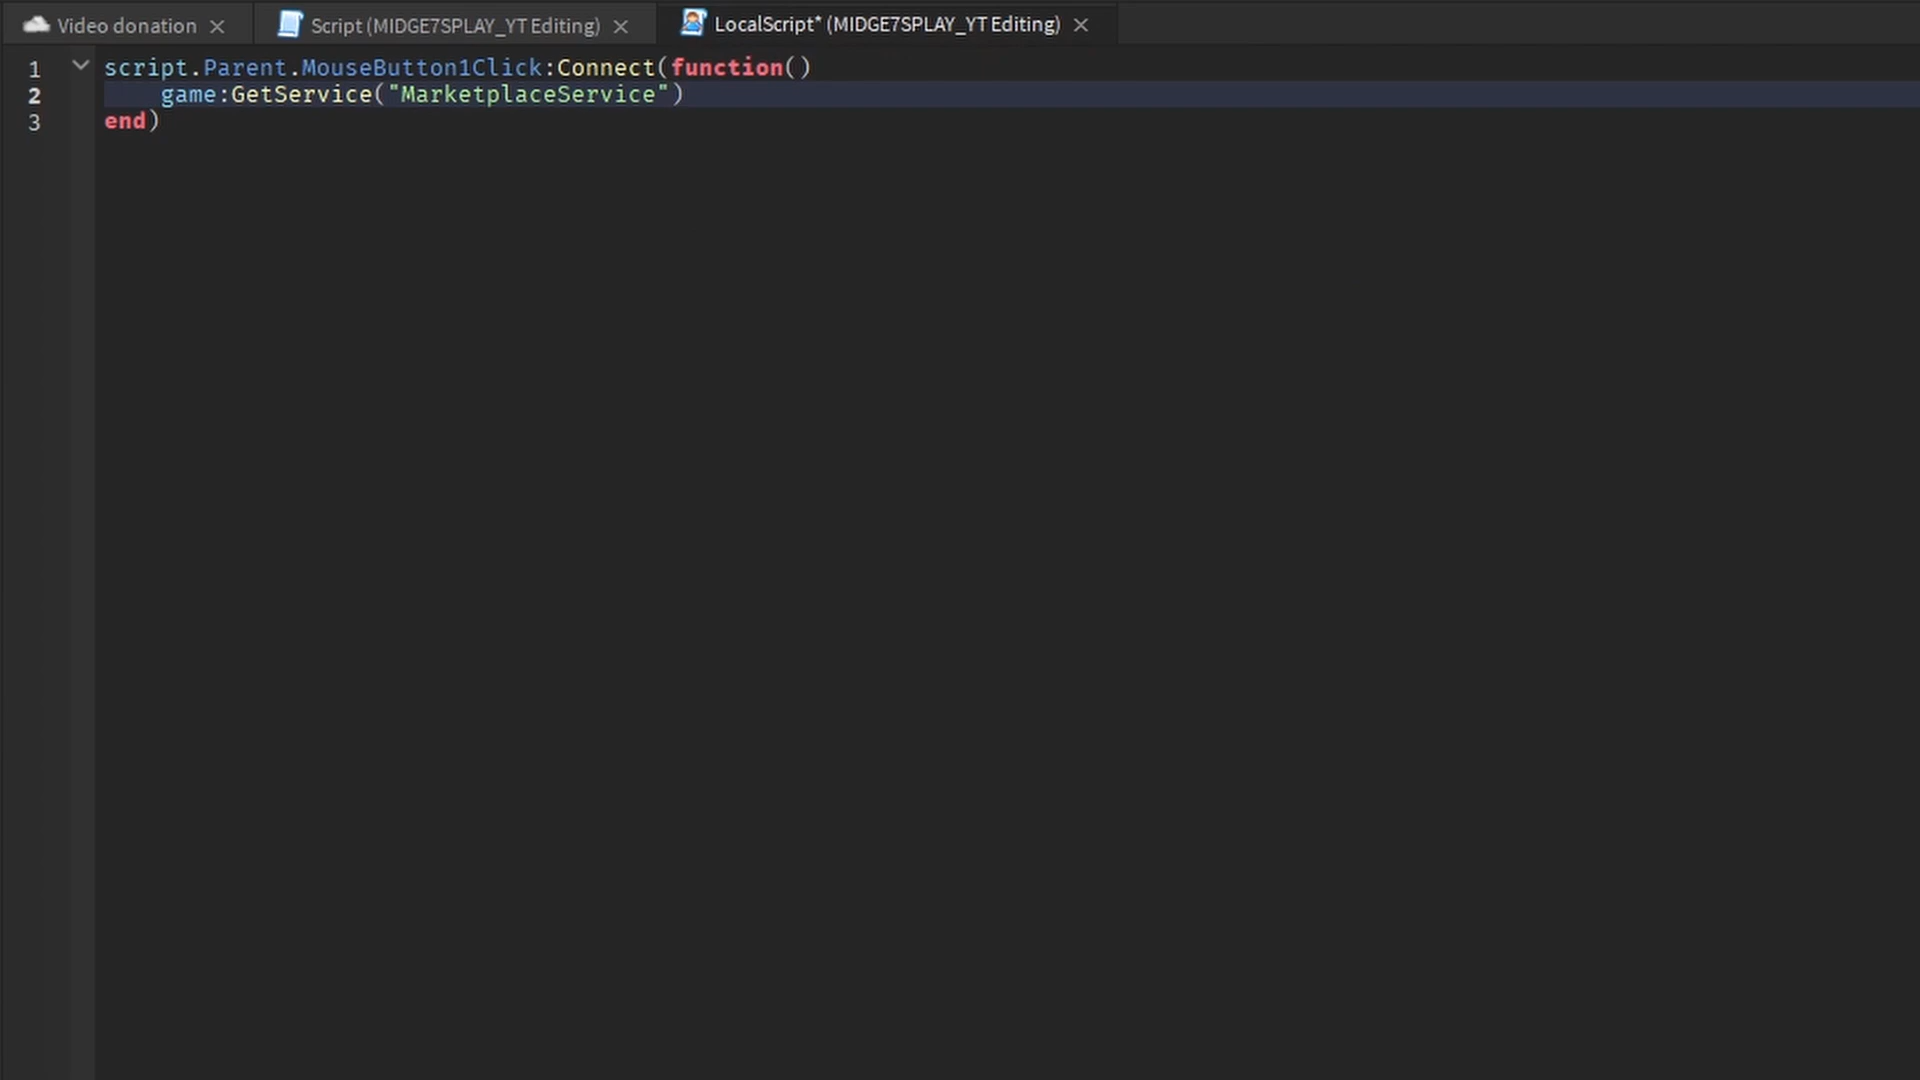 Video donation
Script (MIDGE7SPLAY_YT Editing)
LocalScript* (MIDGE7SPLAY_YT Editing)
1 script.Parent.MouseButton1Click:Connect(function()
2 game:GetService("MarketplaceService")
3 end)